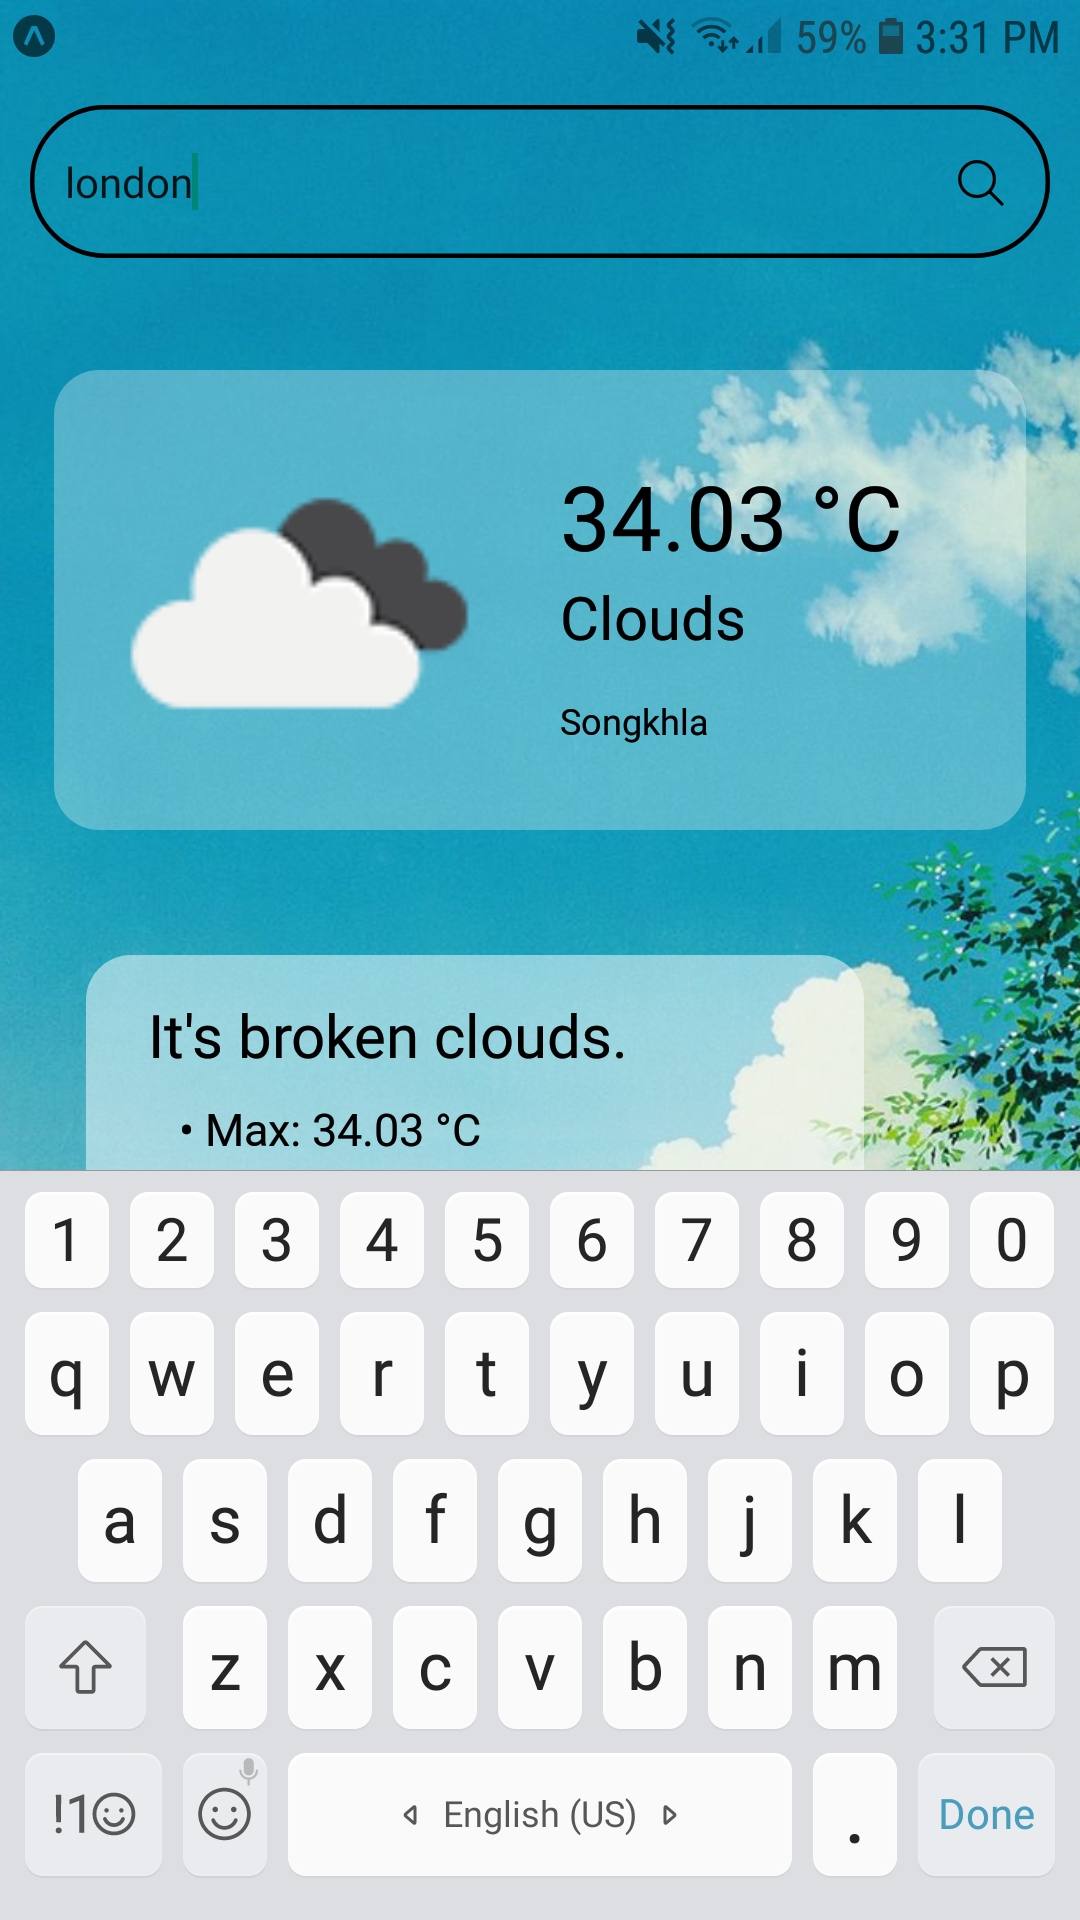 59% 3:31 PM
london
34.03 °C
Clouds
Songkhla
It's broken clouds.
• Max: 34.03 °C
1 2 3 4 5 6 7 8 9 0
q w e r t y u i o p
a s d f g h j k l
z x c v b n m
!1☺ English (US) . Done